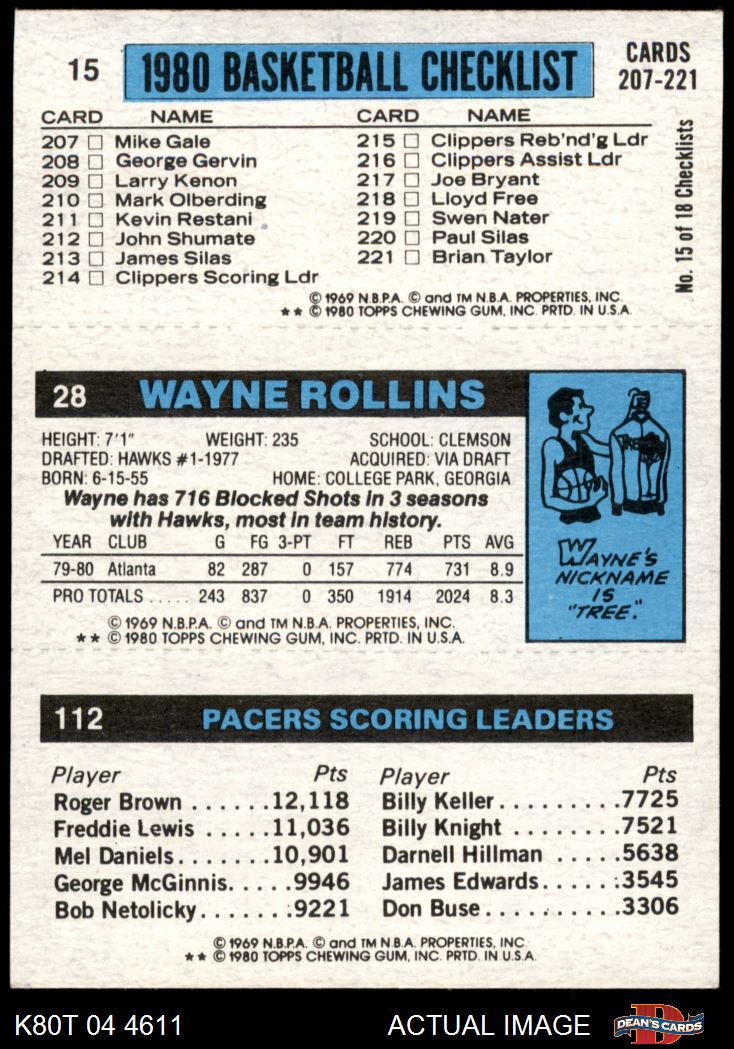 15 1980 BASKETBALL CHECKLIST CARDS 207-221
CARD NAME CARD NAME
207 □ Mike Gale 215 □ Clippers Reb'nd'g Ldr
208 □ George Gervin 216 □ Clippers Assist Ldr
209 □ Larry Kenon 217 □ Joe Bryant
210 □ Mark Olberding 218 □ Lloyd Free
211 □ Kevin Restani 219 □ Swen Nater
212 □ John Shumate 220 □ Paul Silas
213 □ James Silas 221 □ Brian Taylor
214 □ Clippers Scoring Ldr
No. 15 of 18 Checklists
© 1969 N.B.P.A. © and TM N.B.A. PROPERTIES, INC.
★★ © 1980 TOPPS CHEWING GUM, INC. PRTD. IN U.S.A.
28 WAYNE ROLLINS
HEIGHT: 7'1" WEIGHT: 235 SCHOOL: CLEMSON
DRAFTED: HAWKS #1-1977 ACQUIRED: VIA DRAFT
BORN: 6-15-55 HOME: COLLEGE PARK, GEORGIA
Wayne has 716 Blocked Shots in 3 seasons
with Hawks, most in team history.
YEAR CLUB G FG 3-PT FT REB PTS AVG
79-80 Atlanta 82 287 0 157 774 731 8.9
PRO TOTALS ..... 243 837 0 350 1914 2024 8.3
© 1969 N.B.P.A. © and TM N.B.A. PROPERTIES, INC.
★★ © 1980 TOPPS CHEWING GUM, INC. PRTD. IN U.S.A.
WAYNE'S
NICKNAME
IS
"TREE."
112 PACERS SCORING LEADERS
Player Pts Player Pts
Roger Brown ......12,118 Billy Keller.........7725
Freddie Lewis .....11,036 Billy Knight ........7521
Mel Daniels.......10,901 Darnell Hillman .....5638
George McGinnis.....9946 James Edwards......3545
Bob Netolicky.......9221 Don Buse..........3306
© 1969 N.B.P.A. © and TM N.B.A. PROPERTIES, INC.
★★ © 1980 TOPPS CHEWING GUM, INC. PRTD. IN U.S.A.
K80T 04 4611 ACTUAL IMAGE D DEAN'S CARDS